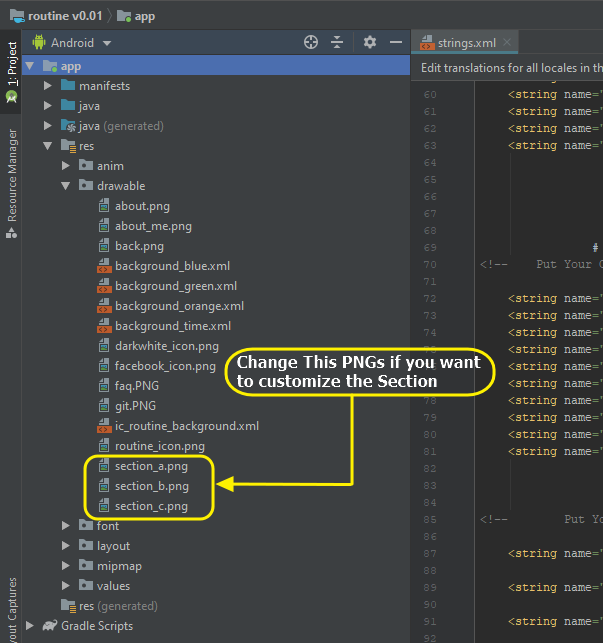 routine v0.01 app
Android
strings.xml
1: Project
Resource Manager
yout Captures
app
manifests
java
java (generated)
res
anim
drawable
about.png
about_me.png
back.png
background_blue.xml
background_green.xml
background_orange.xml
background_time.xml
darkwhite_icon.png
facebook_icon.png
faq.PNG
git.PNG
ic_routine_background.xml
routine_icon.png
section_a.png
section_b.png
section_c.png
font
layout
mipmap
values
res (generated)
Gradle Scripts
Change This PNGs if you want
to customize the Section
Edit translations for all locales in th
60 <string name="
61 <string name="
62 <string name="
63 <string name="
64
65
66
67
68
69 #
70 <!-- Put Your C
71
72 <string name="
73 <string name="
74 <string name="
75 <string name="
76 <string name="
77 <string name="
78 <string name="
79 <string name="
80 <string name="
81 <string name="
82
83
84
85 <!-- Put Yo
86
87 <string name="
88
89 <string name="
90
91 <string name="
92